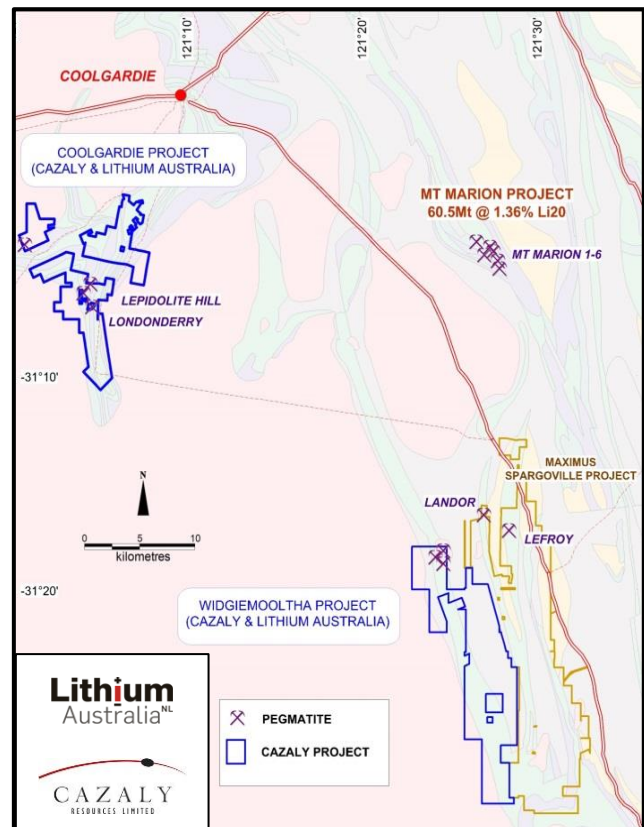 121°10'
121°20'
121°30'
COOLGARDIE
COOLGARDIE PROJECT
(CAZALY & LITHIUM AUSTRALIA)
MT MARION PROJECT
60.5Mt @ 1.36% Li20
MT MARION 1-6
LEPIDOLITE HILL
LONDONDERRY
-31°10'
MAXIMUS
SPARGOVILLE PROJECT
N
LANDOR
LEFROY
0 5 10
kilometres
-31°20'
WIDGIEMOOLTHA PROJECT
(CAZALY & LITHIUM AUSTRALIA)
Lithium
Australia NL
PEGMATITE
CAZALY PROJECT
CAZALY
RESOURCES LIMITED